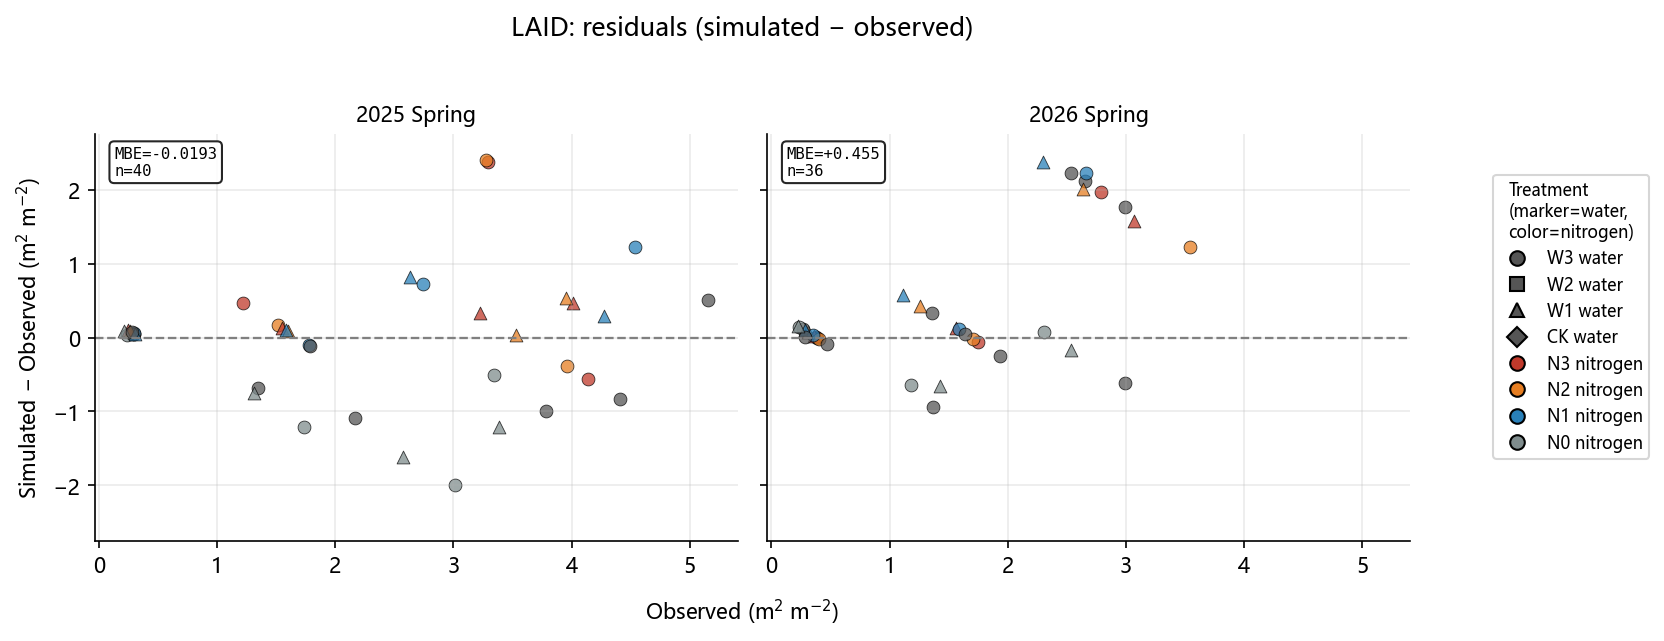 LAID: residuals (simulated − observed)
2025 Spring
2026 Spring
MBE=-0.0193
n=40
MBE=+0.455
n=36
Simulated − Observed (m² m⁻²)
2
1
0
−1
−2
0 1 2 3 4 5
0 1 2 3 4 5
Observed (m² m⁻²)
Treatment
(marker=water,
color=nitrogen)
W3 water
W2 water
W1 water
CK water
N3 nitrogen
N2 nitrogen
N1 nitrogen
N0 nitrogen